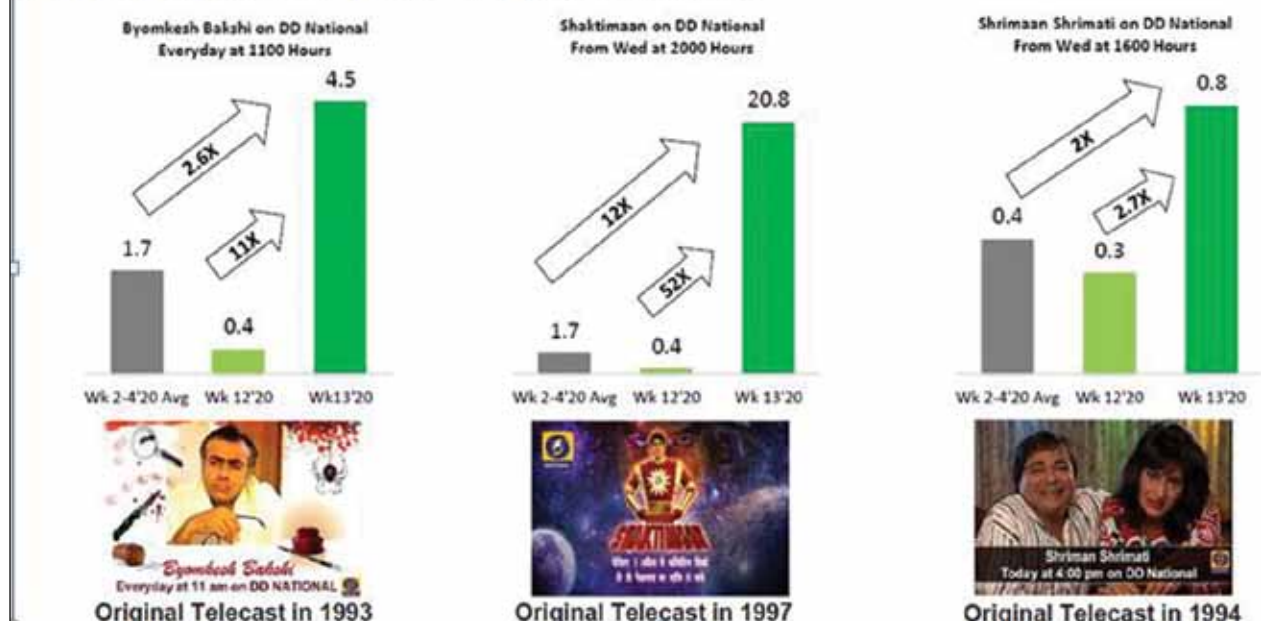 Byomkesh Bakshi on DD National
Everyday at 1100 Hours
4.5
2.6X
11X
1.7
0.4
Wk 2-4'20 Avg
Wk 12'20
Wk13'20
Byomkesh Bakshi
Everyday at 11 am on DD NATIONAL
Original Telecast in 1993
Shaktimaan on DD National
From Wed at 2000 Hours
20.8
12X
52X
1.7
0.4
Wk 2-4'20 Avg
Wk 12'20
Wk 13'20
SHAKTIMAAN
Original Telecast in 1997
Shrimaan Shrimati on DD National
From Wed at 1600 Hours
0.8
2X
2.7X
0.4
0.3
Wk 2-4'20 Avg
Wk 12'20
Wk 13'20
Shriman Shrimati
Today at 4:00 pm on DD National
Original Telecast in 1994